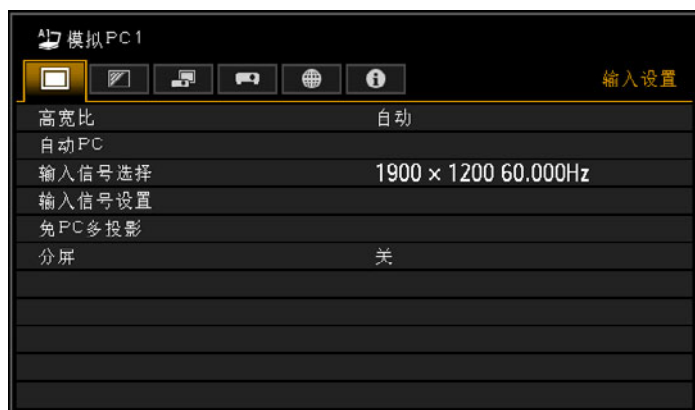 模拟PC1
输入设置
高宽比 自动
自动PC
输入信号选择 1900 × 1200 60.000Hz
输入信号设置
免PC多投影
分屏 关